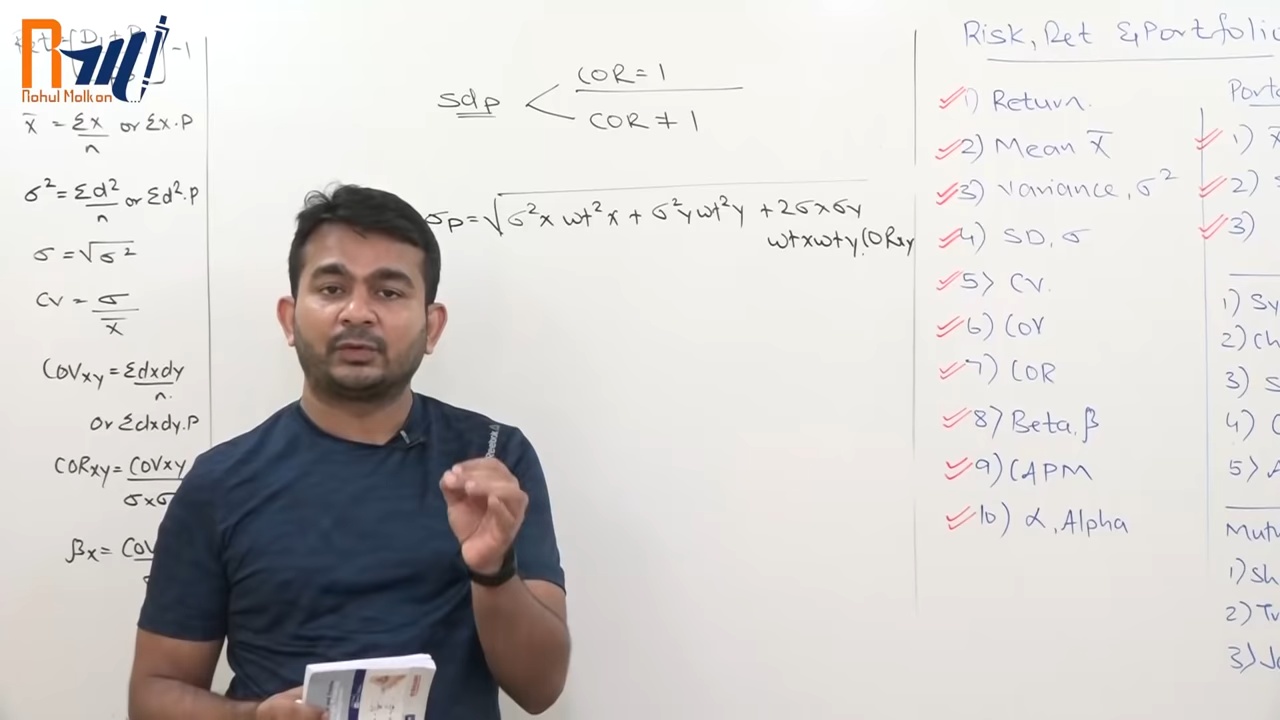 Rahul Malkan
-1
x̄ = Σx/n or Σx.P
σ² = Σd²/n or Σd².P
σ = √σ²
CV = σ/x̄
COVxy = Σdxdy/n.
or Σdxdy.P
CORxy = COVxy
βx = COV
sdp < COR = 1
COR ≠ 1
σp = √σ²x wt²x + σ²y wt²y + 2σxσy
wtxwty.CORxy
Risk, Ret & Portfolio
1) Return.
2) Mean x̄
3) Variance, σ²
4) SD, σ
5) CV.
6) COV
7) COR
8) Beta, β
9) CAPM
10) α, Alpha
1)
2)
3)
1) Sy
2) Ch
3) S
4) C
5)
1) Sh
2) Tr
3) Je